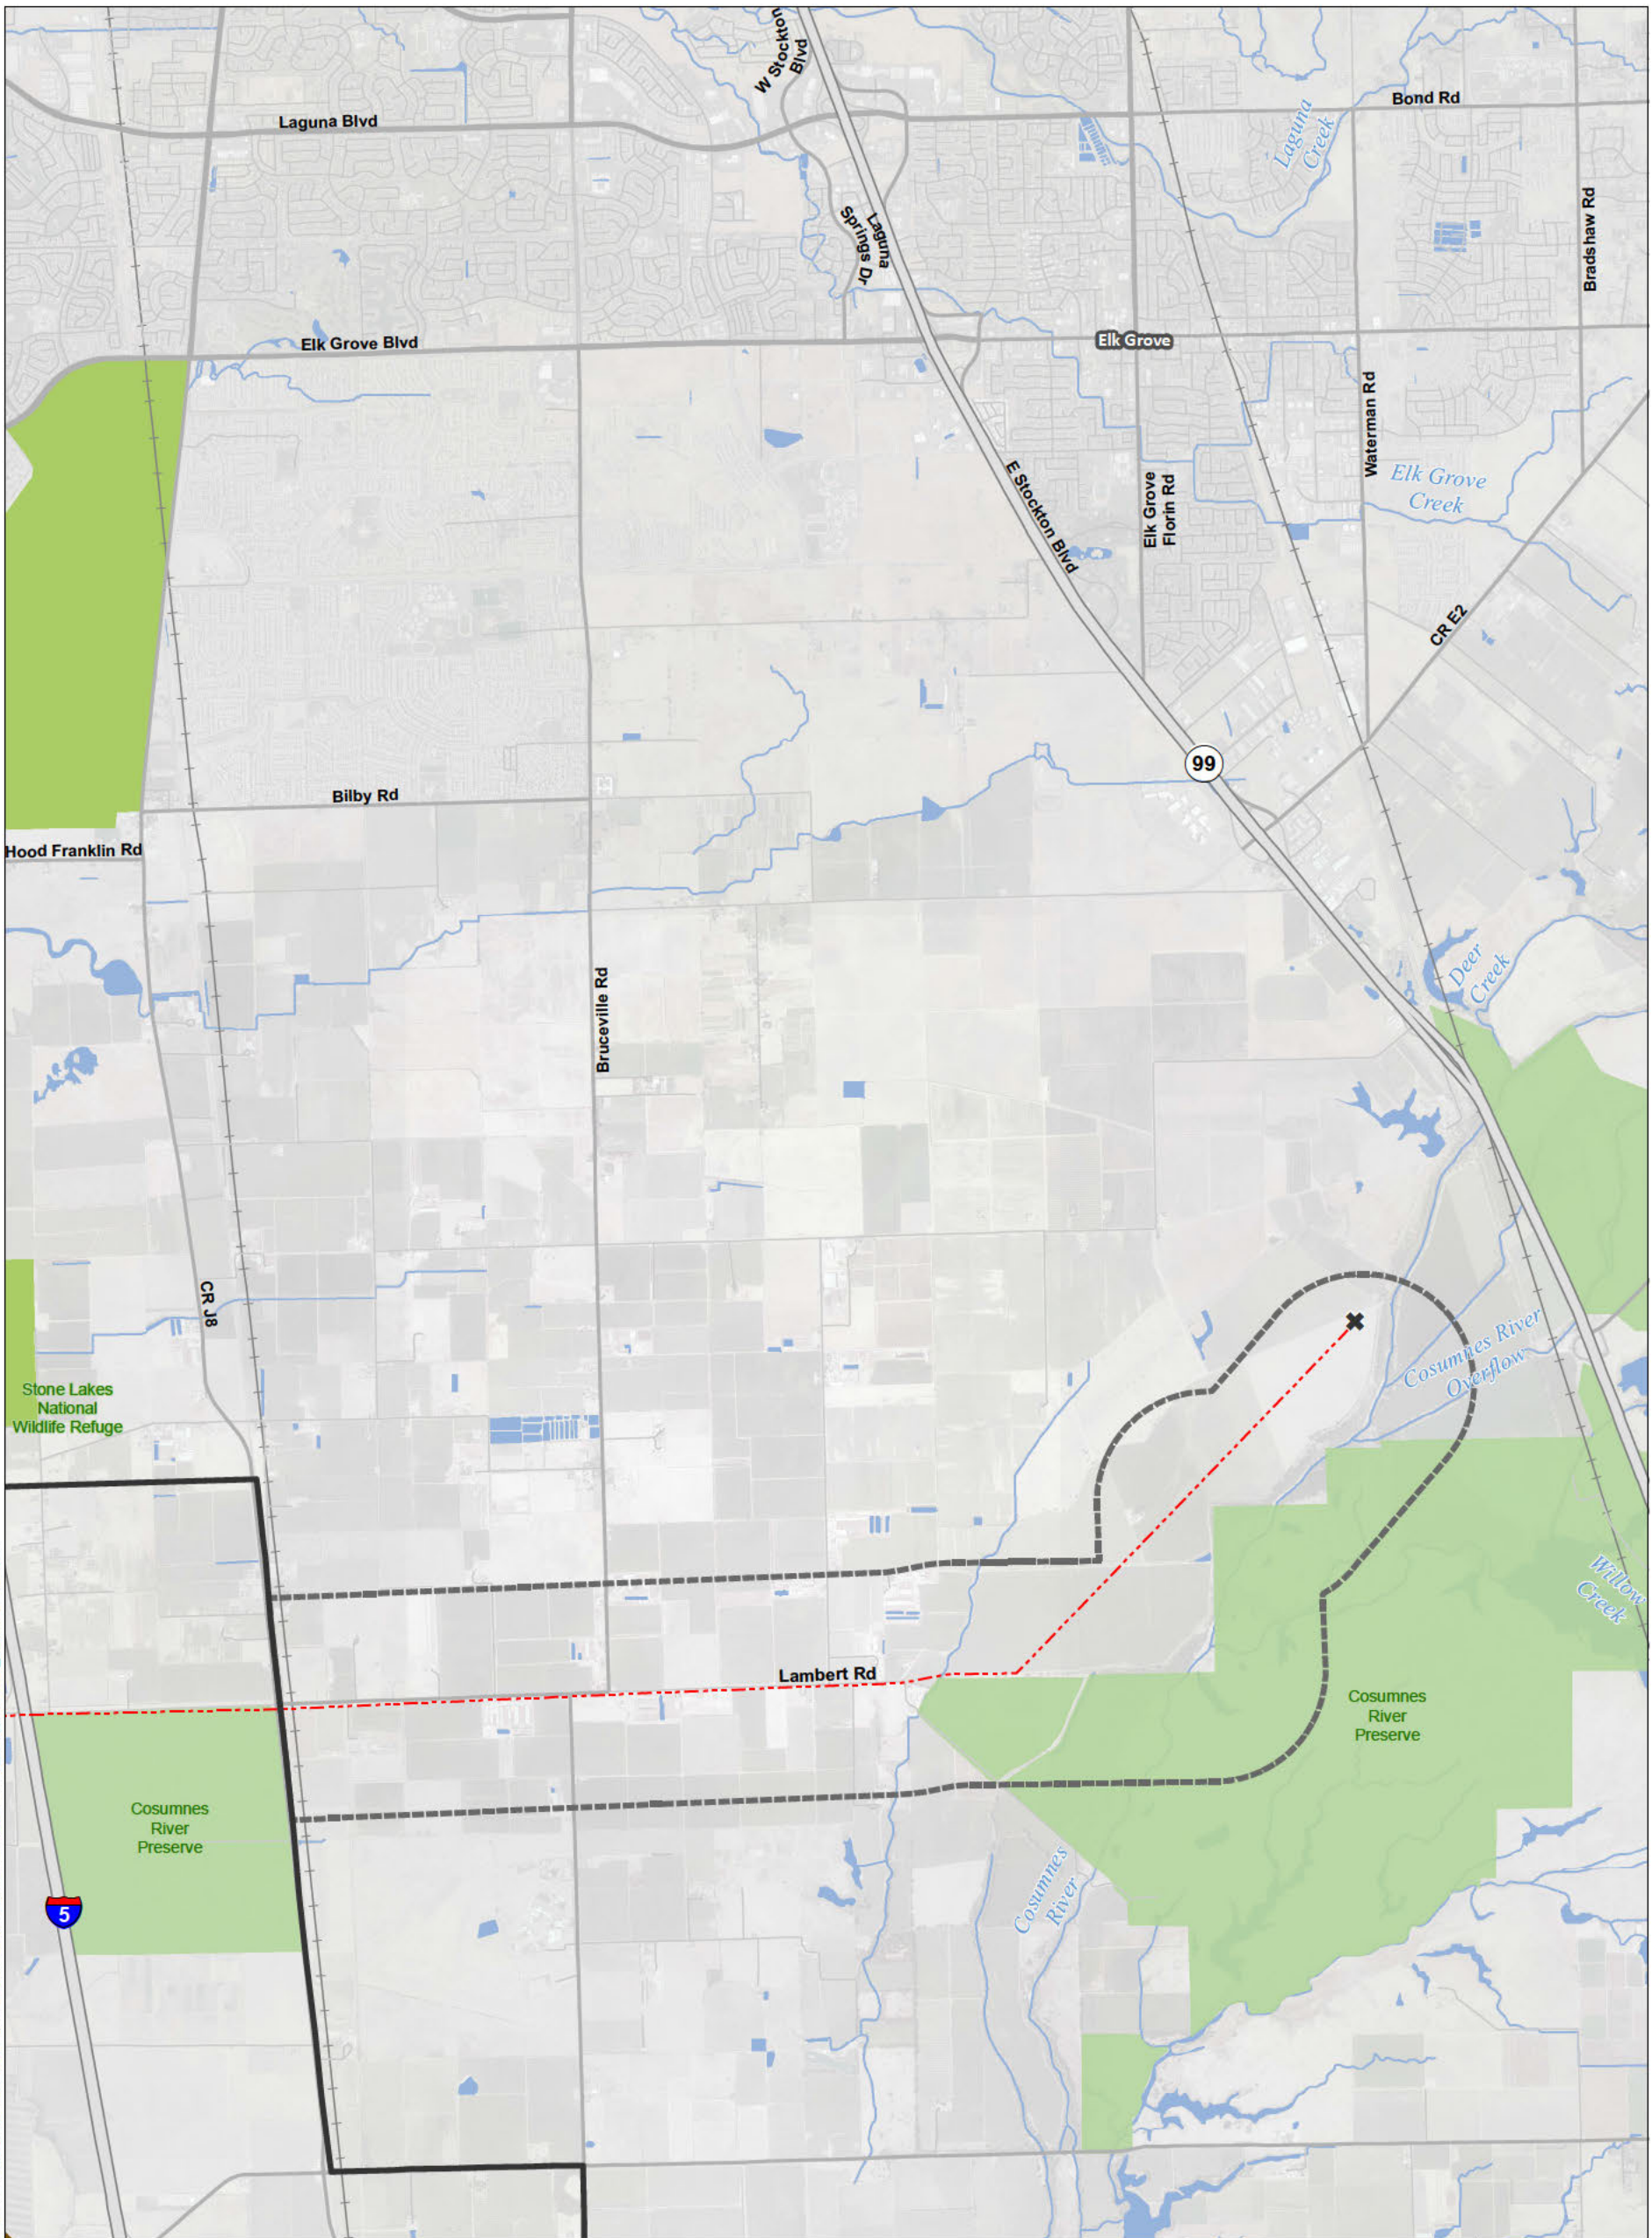 W Stockton
Blvd
Bond Rd
Laguna Blvd
Laguna
Creek
Bradshaw Rd
Laguna
Springs Dr
Elk Grove Blvd
Elk Grove
Waterman Rd
Elk Grove
Creek
E Stockton Blvd
Elk Grove
Florin Rd
CR E2
99
Bilby Rd
Hood Franklin Rd
Deer
Creek
Bruceville Rd
CR J8
Cosumnes River
Overflow
Stone Lakes
National
Wildlife Refuge
Willow
Creek
Lambert Rd
Cosumnes
River
Preserve
Cosumnes
River
Preserve
Cosumnes
River
5